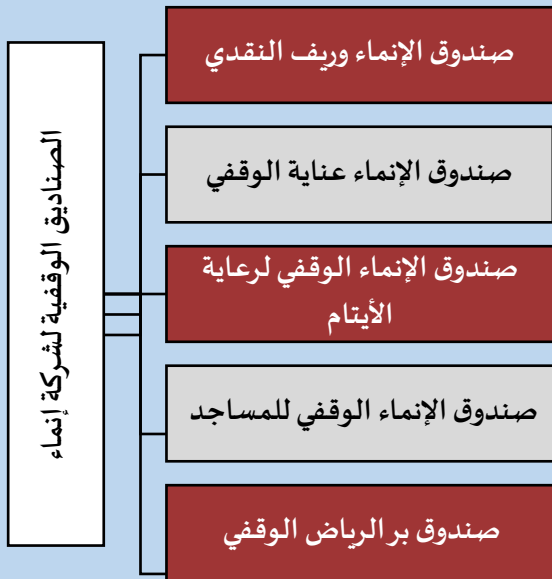 الصناديق الوقفية لشركة إنماء
صندوق الإنماء وريف النقدي
صندوق الإنماء عناية الوقفي
صندوق الإنماء الوقفي لرعاية
الأيتام
صندوق الإنماء الوقفي للمساجد
صندوق بر الرياض الوقفي